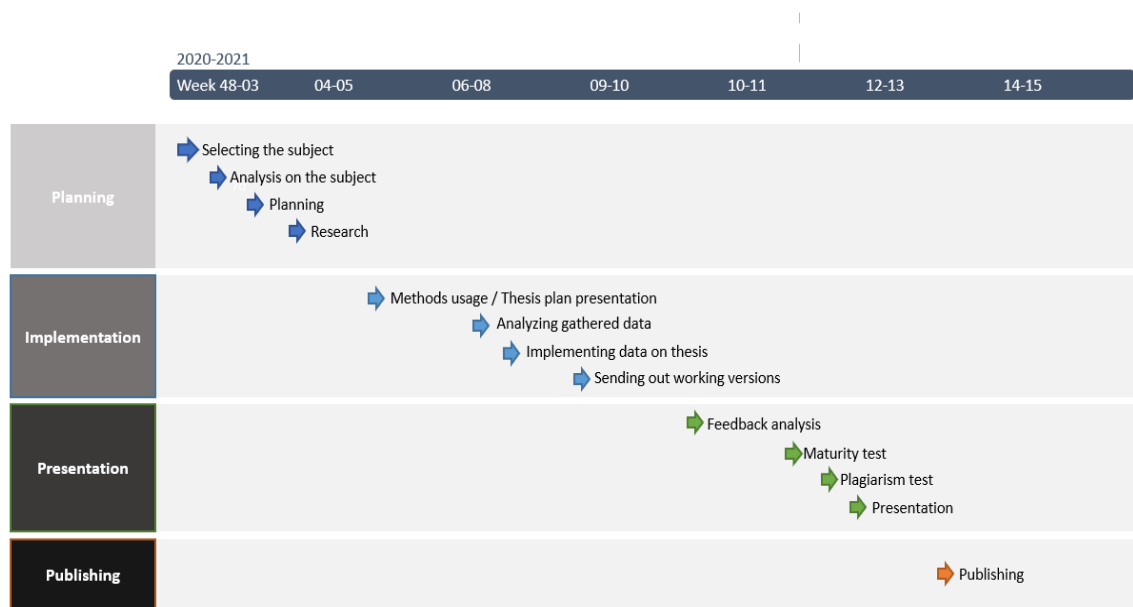 2020-2021
Week 48-03 04-05 06-08 09-10 10-11 12-13 14-15
Planning
Selecting the subject
Analysis on the subject
Planning
Research
Implementation
Methods usage / Thesis plan presentation
Analyzing gathered data
Implementing data on thesis
Sending out working versions
Presentation
Feedback analysis
Maturity test
Plagiarism test
Presentation
Publishing
Publishing